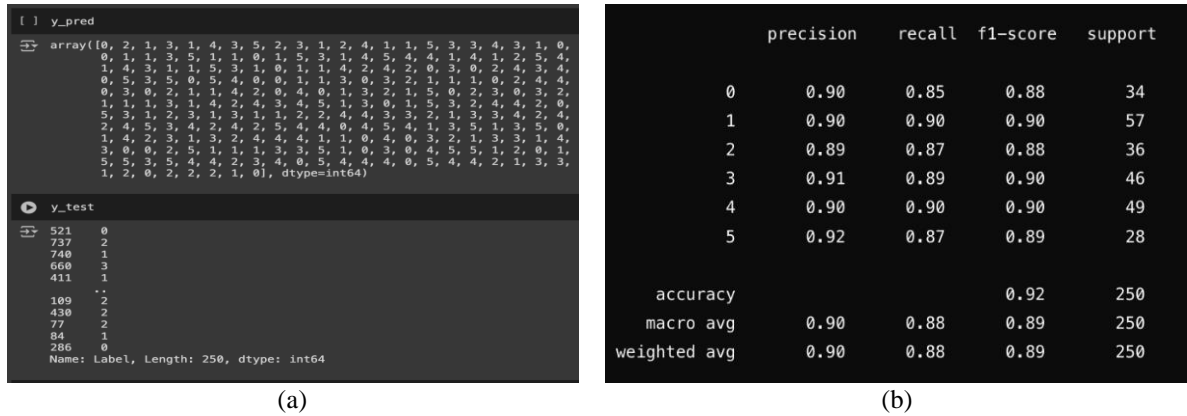 [ ] y_pred
array([0, 2, 1, 3, 1, 4, 3, 5, 2, 3, 1, 2, 4, 1, 1, 5, 3, 3, 4, 3, 1, 0,
0, 1, 1, 3, 5, 1, 1, 0, 1, 5, 3, 1, 4, 5, 4, 4, 1, 4, 1, 2, 5, 4,
1, 4, 3, 1, 1, 5, 3, 1, 0, 1, 1, 4, 2, 4, 2, 0, 3, 0, 2, 4, 3, 4,
0, 5, 3, 5, 0, 5, 4, 0, 0, 1, 1, 3, 0, 3, 2, 1, 1, 1, 0, 2, 4, 4,
0, 3, 0, 2, 1, 1, 4, 2, 0, 4, 0, 1, 3, 2, 1, 5, 0, 2, 3, 0, 3, 2,
1, 1, 1, 3, 1, 4, 2, 4, 3, 4, 5, 1, 3, 0, 1, 5, 3, 2, 4, 4, 2, 0,
5, 3, 1, 2, 3, 1, 3, 1, 1, 2, 2, 4, 4, 3, 3, 2, 1, 3, 3, 4, 2, 4,
2, 4, 5, 3, 4, 2, 4, 2, 5, 4, 4, 0, 4, 5, 4, 1, 3, 5, 1, 3, 5, 0,
1, 4, 2, 3, 1, 3, 2, 4, 4, 4, 1, 1, 0, 4, 0, 3, 2, 1, 3, 3, 1, 4,
3, 0, 0, 2, 5, 1, 1, 1, 3, 3, 5, 1, 0, 3, 0, 4, 5, 5, 1, 2, 0, 1,
5, 5, 3, 5, 4, 4, 2, 3, 4, 0, 5, 4, 4, 4, 0, 5, 4, 4, 2, 1, 3, 3,
1, 2, 0, 2, 2, 2, 1, 0], dtype=int64)
y_test
521 0
737 2
740 1
660 3
411 1
..
109 2
430 2
77 2
84 1
286 0
Name: Label, Length: 250, dtype: int64
(a)
precision recall f1-score support
0 0.90 0.85 0.88 34
1 0.90 0.90 0.90 57
2 0.89 0.87 0.88 36
3 0.91 0.89 0.90 46
4 0.90 0.90 0.90 49
5 0.92 0.87 0.89 28
accuracy 0.92 250
macro avg 0.90 0.88 0.89 250
weighted avg 0.90 0.88 0.89 250
(b)